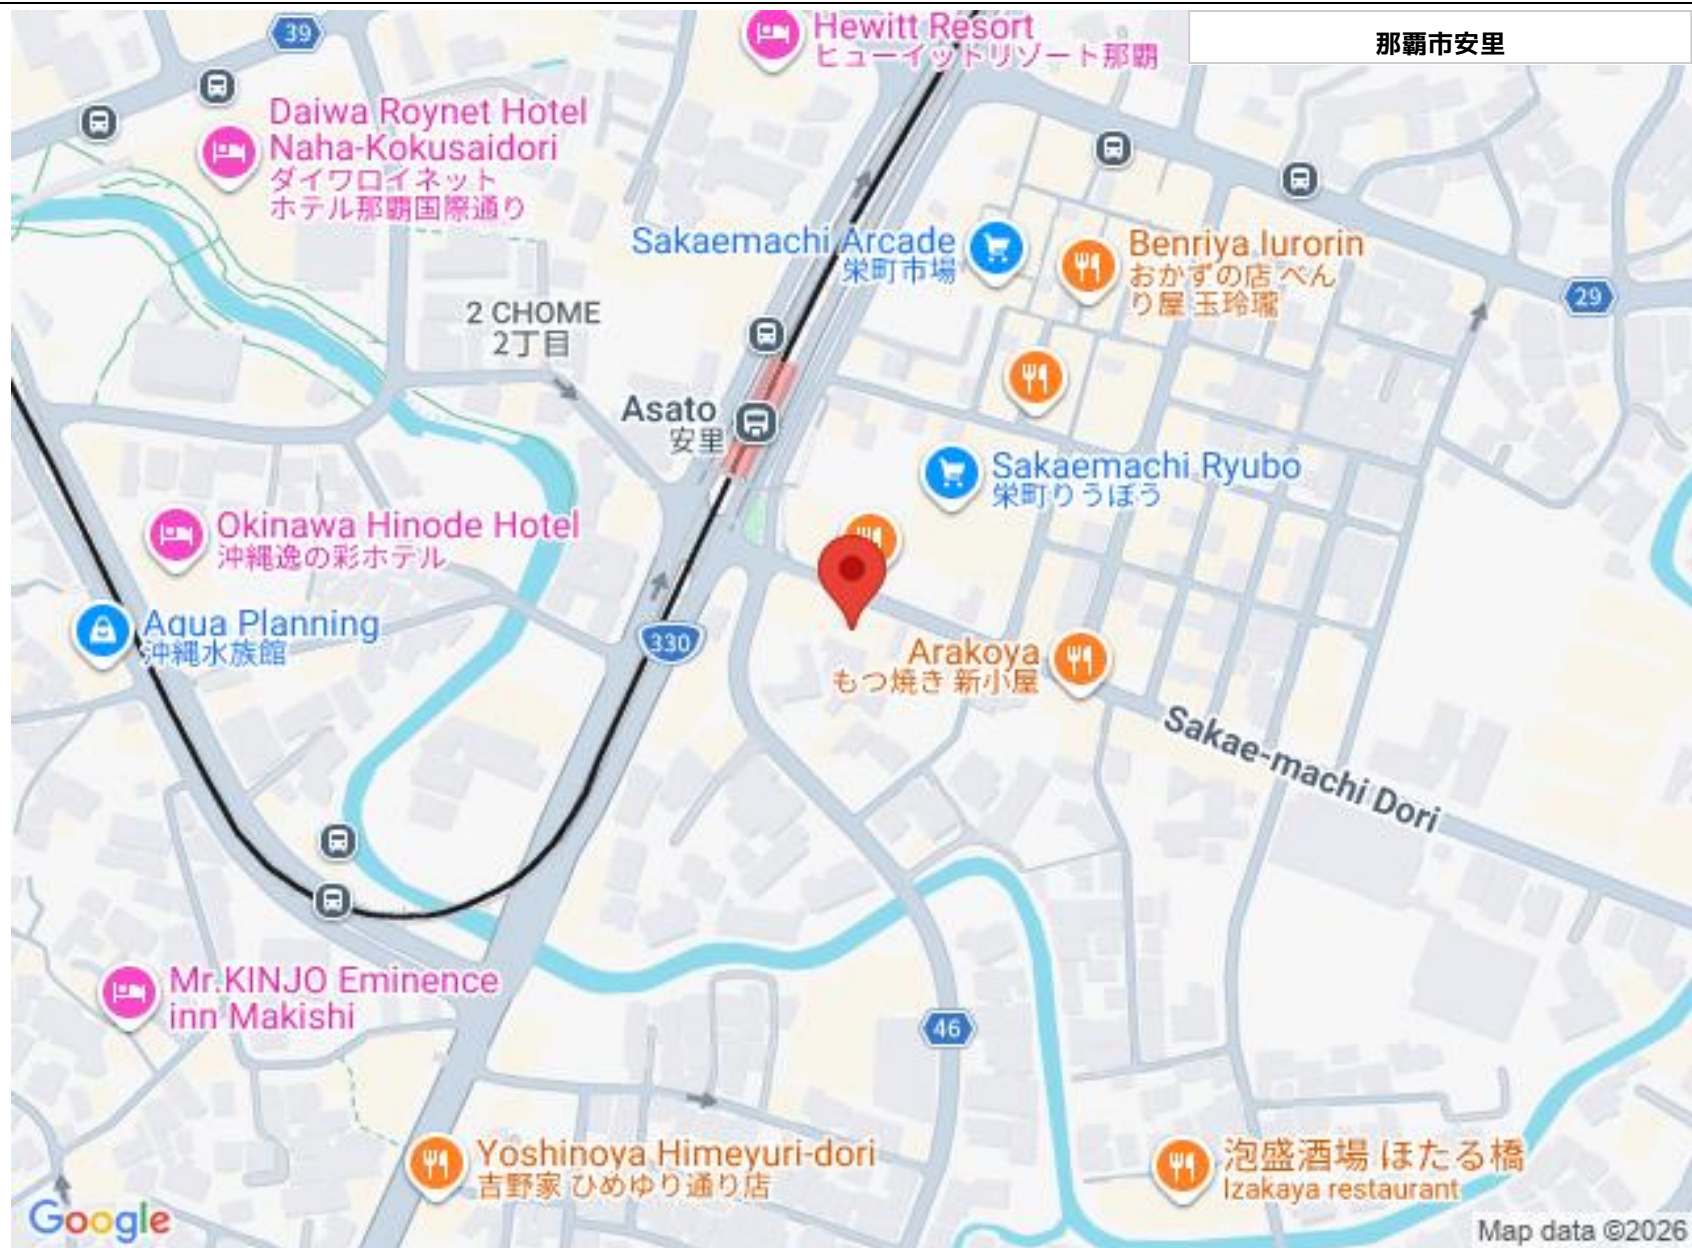 Hewitt Resort
ヒューイットリゾート那覇
那覇市安里
39
Daiwa Roynet Hotel
Naha-Kokusaidori
ダイワロイネット
ホテル那覇国際通り
Sakaemachi Arcade
栄町市場
Benriya Iurorin
おかずの店 べん
り屋 玉玲瓏
29
2 CHOME
2丁目
Asato
安里
Sakaemachi Ryubo
栄町りうぼう
Okinawa Hinode Hotel
沖縄逸の彩ホテル
Aqua Planning
沖縄水族館
330
Arakoya
もつ焼き 新小屋
Sakae-machi Dori
Mr.KINJO Eminence
inn Makishi
46
Yoshinoya Himeyuri-dori
吉野家 ひめゆり通り店
泡盛酒場 ほたる橋
Izakaya restaurant
Google
Map data ©2026